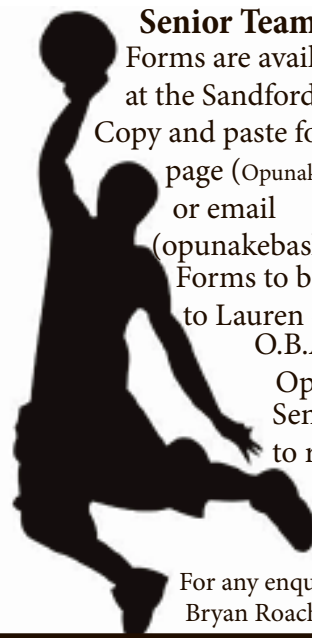 Senior Team
Forms are avail
at the Sandford
Copy and paste fo
page (Opunak
or email
(opunakebas
Forms to b
to Lauren
O.B.A
Op
Sen
to r
For any enqu
Bryan Roach